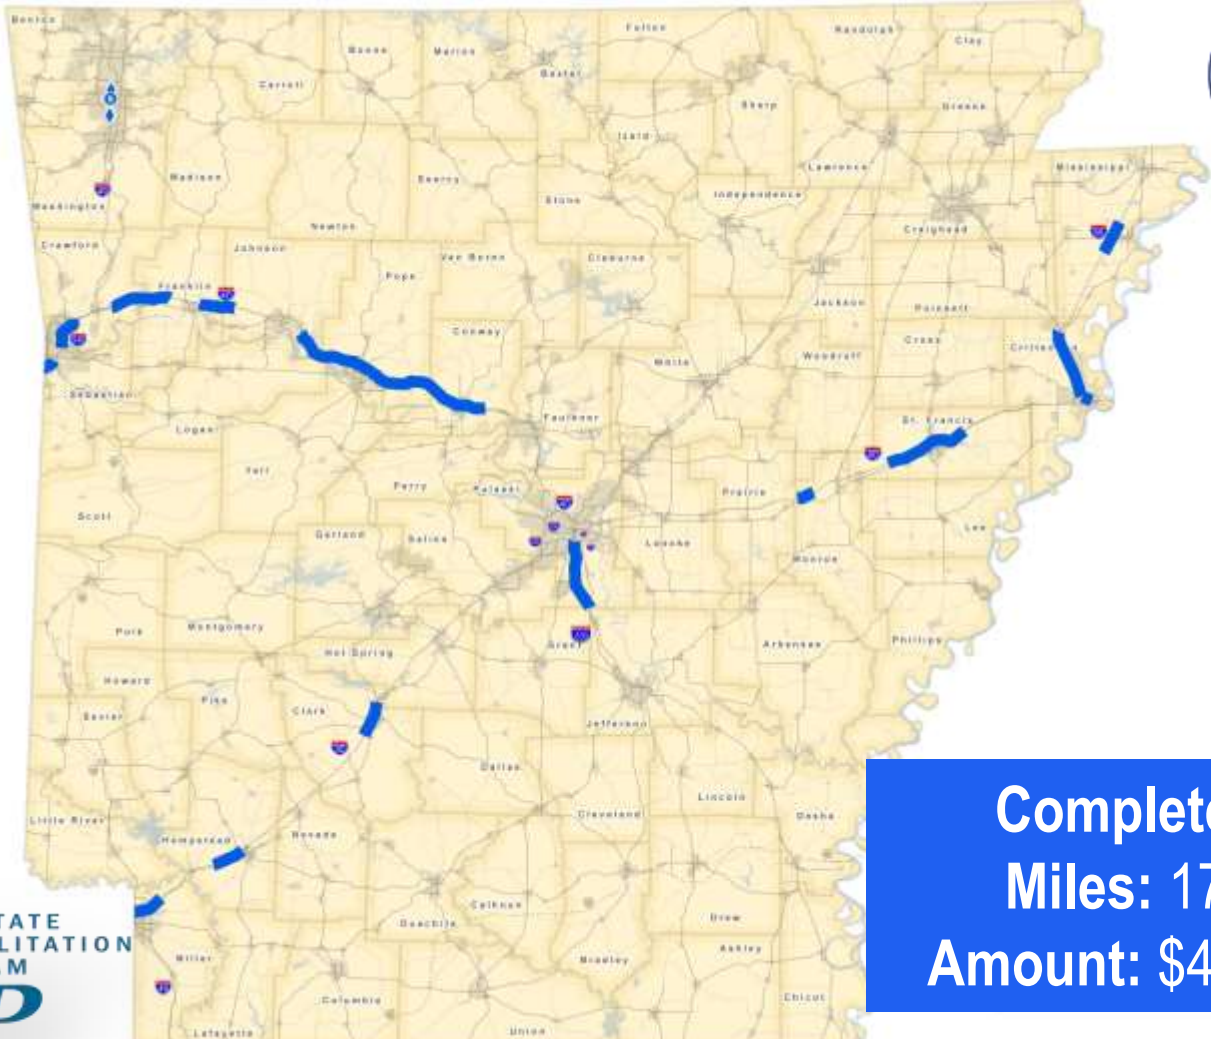 Benton
Boone
Marion
Fulton
Randolph
Clay
Carroll
Baxter
Sharp
Greene
Izard
Lawrence
Mississippi
Madison
Searcy
Stone
Independence
Washington
Newton
Craighead
Crawford
Johnson
Van Buren
Cleburne
Franklin
Pope
Jackson
Poinsett
Conway
Cross
Crittenden
White
Woodruff
Sebastian
Logan
Faulkner
St. Francis
Yell
Perry
Pulaski
Prairie
Scott
Garland
Saline
Lonoke
Lee
Monroe
Polk
Montgomery
Hot Spring
Grant
Arkansas
Phillips
Howard
Pike
Clark
Sevier
Jefferson
Dallas
Lincoln
Little River
Hempstead
Nevada
Cleveland
Desha
Calhoun
Ouachita
Drew
Miller
Bradley
Ashley
Columbia
Chicot
Lafayette
Union
TATE
LITATION
M
D
Complete
Miles: 17
Amount: $4